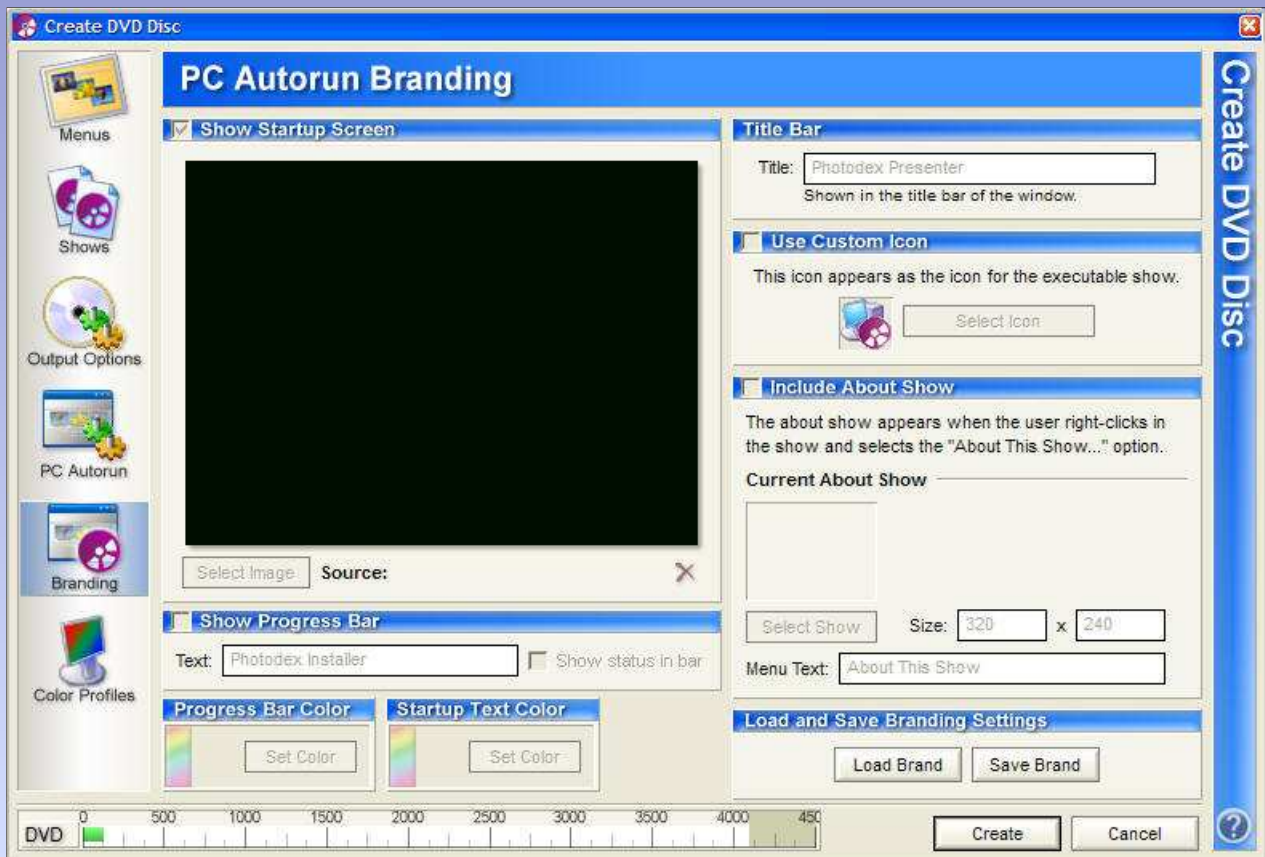 Create DVD Disc
Menus
Shows
Output Options
PC Autorun
Branding
Color Profiles
PC Autorun Branding
Show Startup Screen
Select Image
Source:
Show Progress Bar
Text: Photodex Installer
Show status in bar
Progress Bar Color
Set Color
Startup Text Color
Set Color
Title Bar
Title: Photodex Presenter
Shown in the title bar of the window.
Use Custom Icon
This icon appears as the icon for the executable show.
Select Icon
Include About Show
The about show appears when the user right-clicks in
the show and selects the "About This Show..." option.
Current About Show
Select Show
Size: 320 x 240
Menu Text: About This Show
Load and Save Branding Settings
Load Brand
Save Brand
Create DVD Disc
DVD
0 500 1000 1500 2000 2500 3000 3500 4000 450
Create
Cancel
?